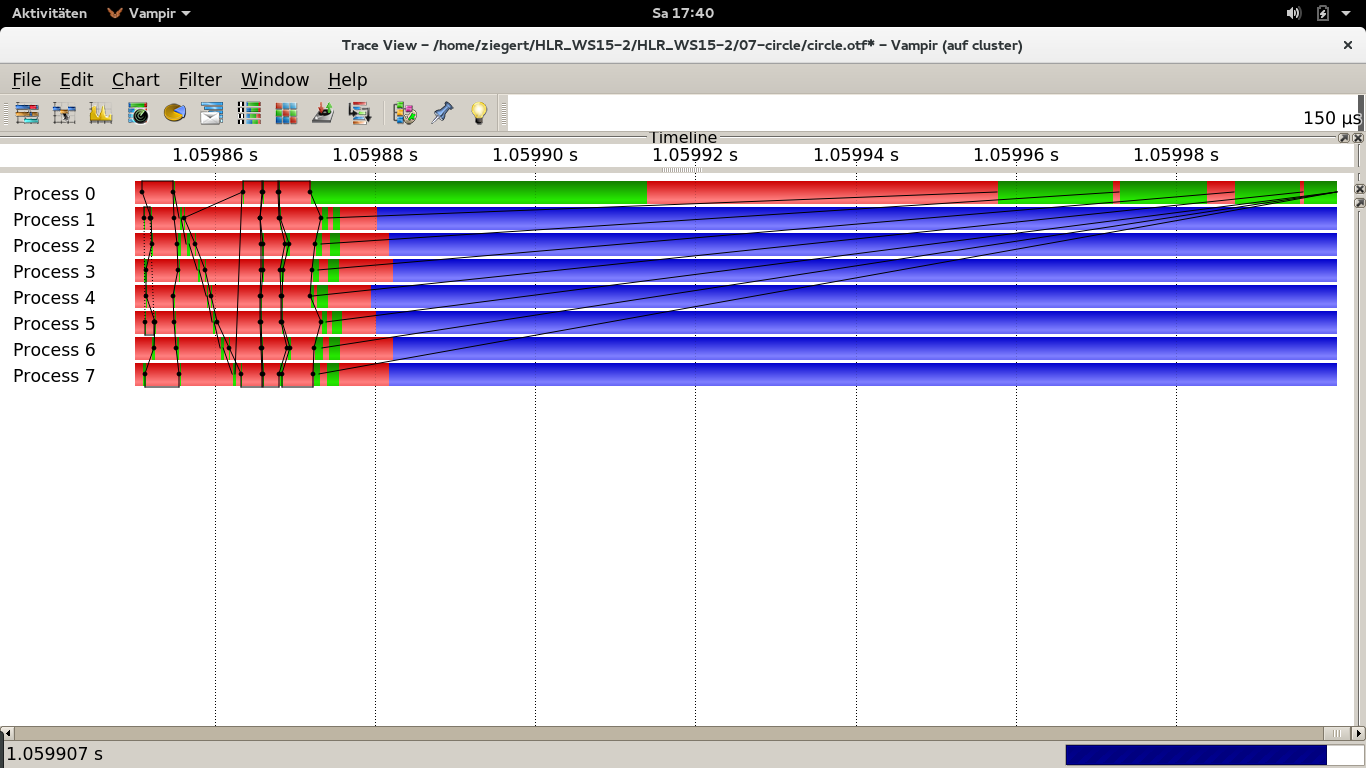 Aktivitäten Vampir Sa 17:40
Trace View – /home/ziegert/HLR_WS15-2/HLR_WS15-2/07-circle/circle.otf* – Vampir (auf cluster)
File Edit Chart Filter Window Help
150 µs
Timeline
1.05986 s 1.05988 s 1.05990 s 1.05992 s 1.05994 s 1.05996 s 1.05998 s
Process 0
Process 1
Process 2
Process 3
Process 4
Process 5
Process 6
Process 7
1.059907 s